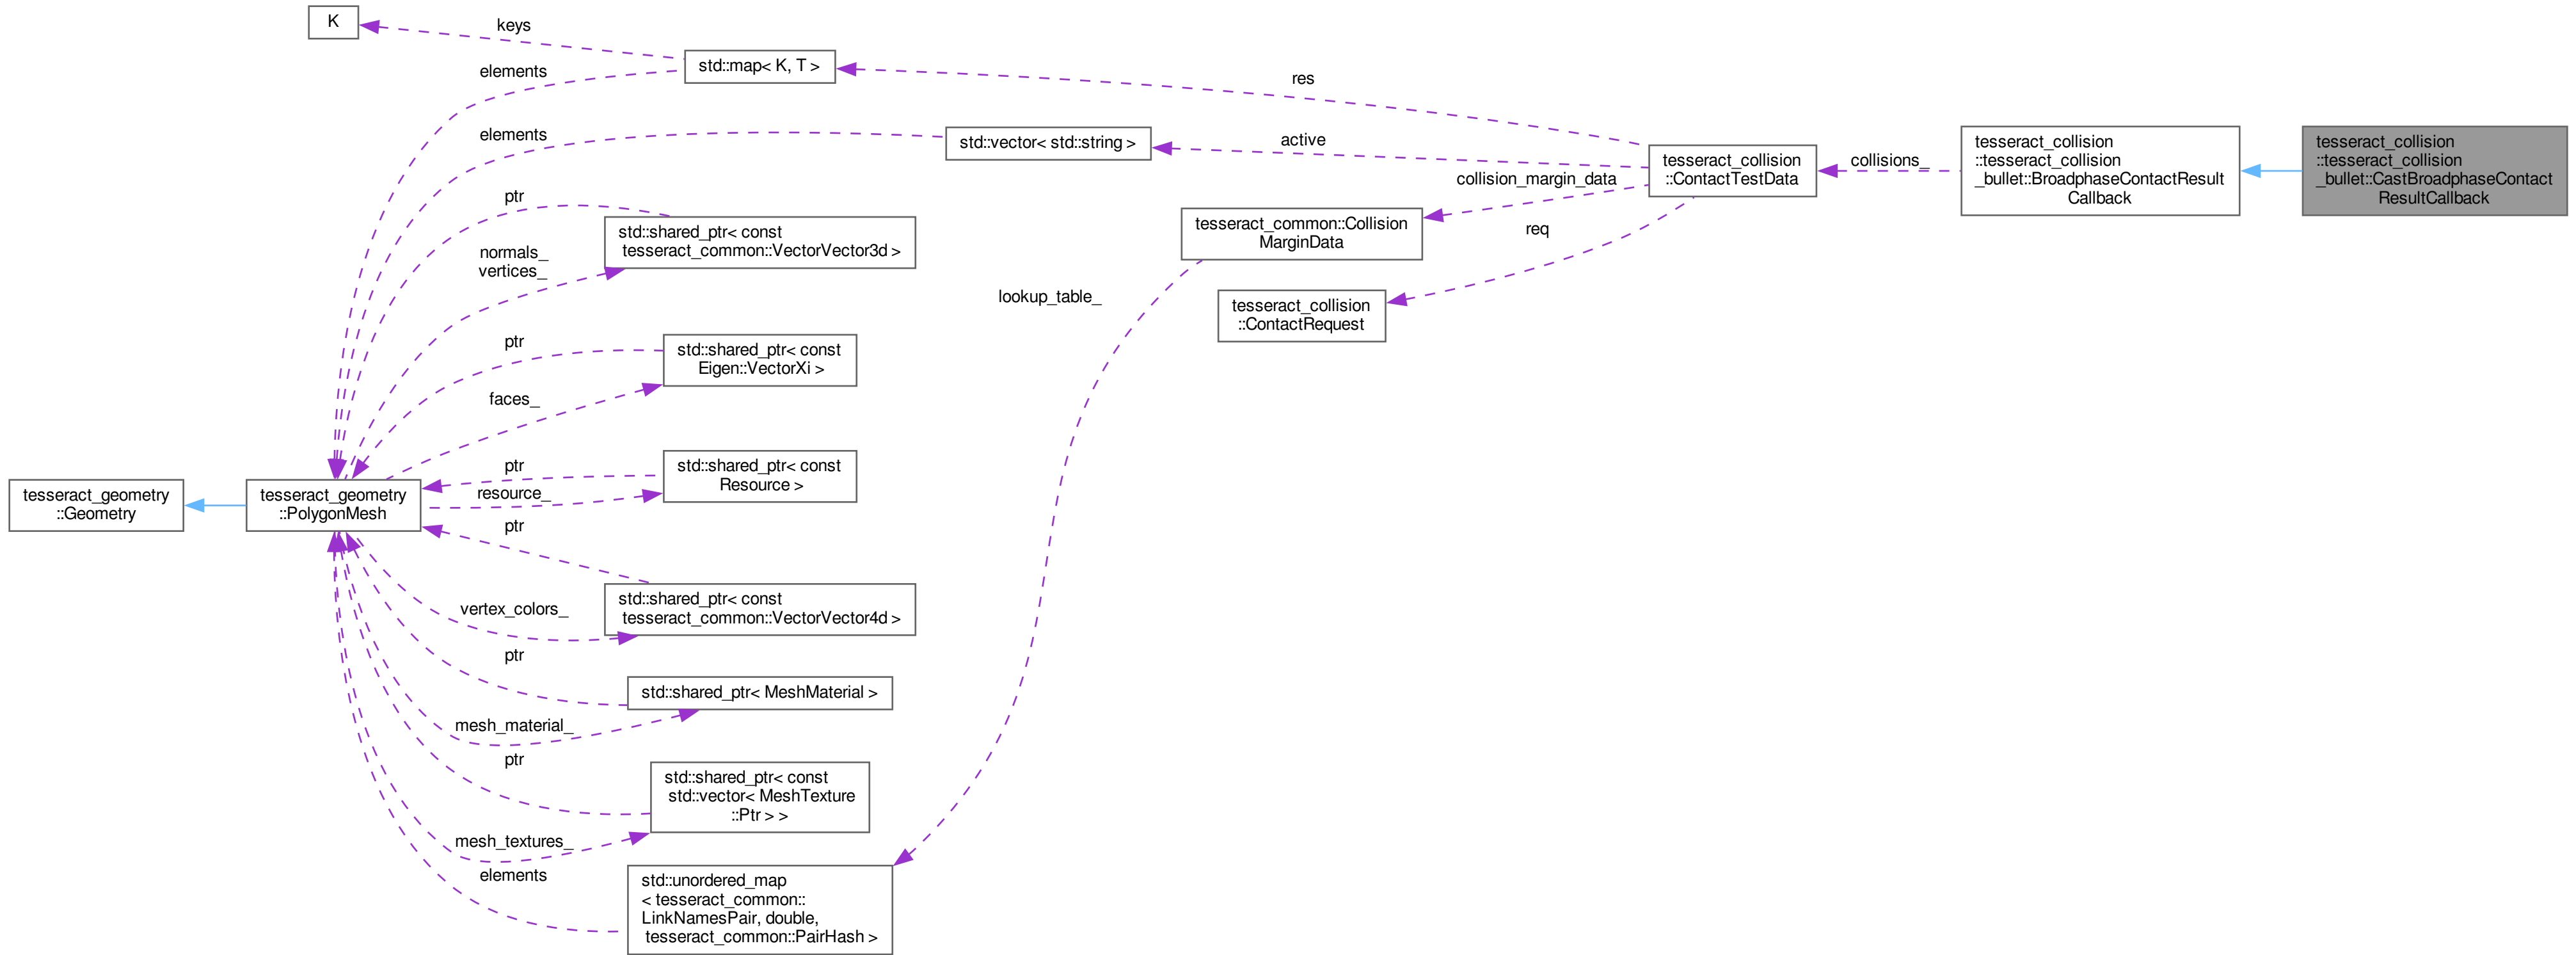 K
keys
std::map< K, T >
elements
res
elements
std::vector< std::string >
active
tesseract_collision
::ContactTestData
collisions_
tesseract_collision
::tesseract_collision
_bullet::BroadphaseContactResult
Callback
tesseract_collision
::tesseract_collision
_bullet::CastBroadphaseContact
ResultCallback
collision_margin_data
ptr
std::shared_ptr< const
tesseract_common::VectorVector3d >
normals_
vertices_
tesseract_common::Collision
MarginData
req
lookup_table_
tesseract_collision
::ContactRequest
ptr
std::shared_ptr< const
Eigen::VectorXi >
faces_
ptr
std::shared_ptr< const
Resource >
resource_
tesseract_geometry
::Geometry
tesseract_geometry
::PolygonMesh
ptr
std::shared_ptr< const
tesseract_common::VectorVector4d >
vertex_colors_
ptr
std::shared_ptr< MeshMaterial >
mesh_material_
ptr
std::shared_ptr< const
std::vector< MeshTexture
::Ptr > >
mesh_textures_
elements
std::unordered_map
< tesseract_common::
LinkNamesPair, double,
tesseract_common::PairHash >